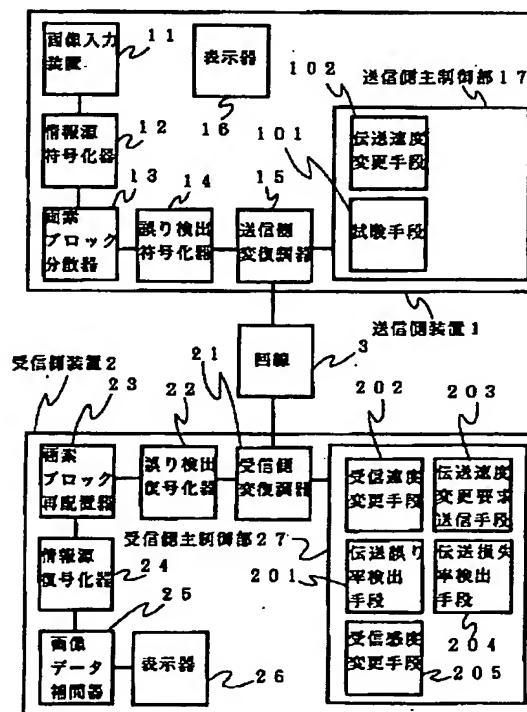 11
画像入力
装置
表示器
16
送信側主制御部17
102
伝送速度
変更手段
101
試験手段
12
情報源
符号化器
13
画素
ブロック
分散器
14
誤り検出
符号化器
15
送信側
変復調器
送信側装置1
回線
3
受信側装置2
23
22
21
202
203
画素
ブロック
再配置器
誤り検出
復号化器
受信側
変復調器
受信速度
変更手段
伝送速度
変更要求
送信手段
情報源
復号化器
24
受信側主制御部27
201
伝送誤り
率検出
手段
伝送損失
率検出
手段
204
25
画像
データ
補間器
表示器
26
受信感度
変更手段
205